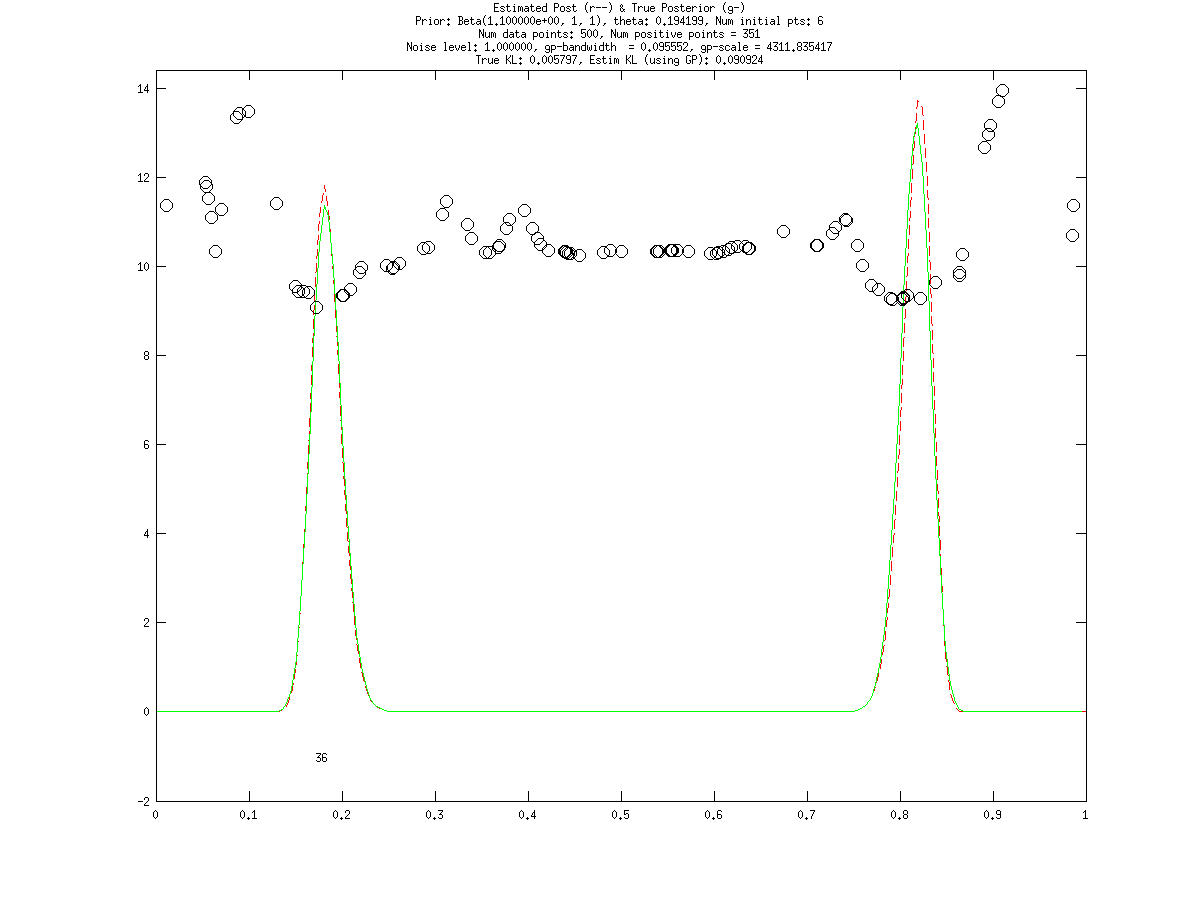 Estimated Post (r--) & True Posterior (g-)
Prior: Beta(1.100000e+00, 1, 1), theta: 0.194199, Num initial pts: 6
Num data points: 500, Num positive points = 351
Noise level: 1.000000, gp-bandwidth  = 0.095552, gp-scale = 4311.835417
True KL: 0.005797, Estim KL (using GP): 0.090924
14
12
10
8
6
4
2
0
36
-2
0 0.1 0.2 0.3 0.4 0.5 0.6 0.7 0.8 0.9 1